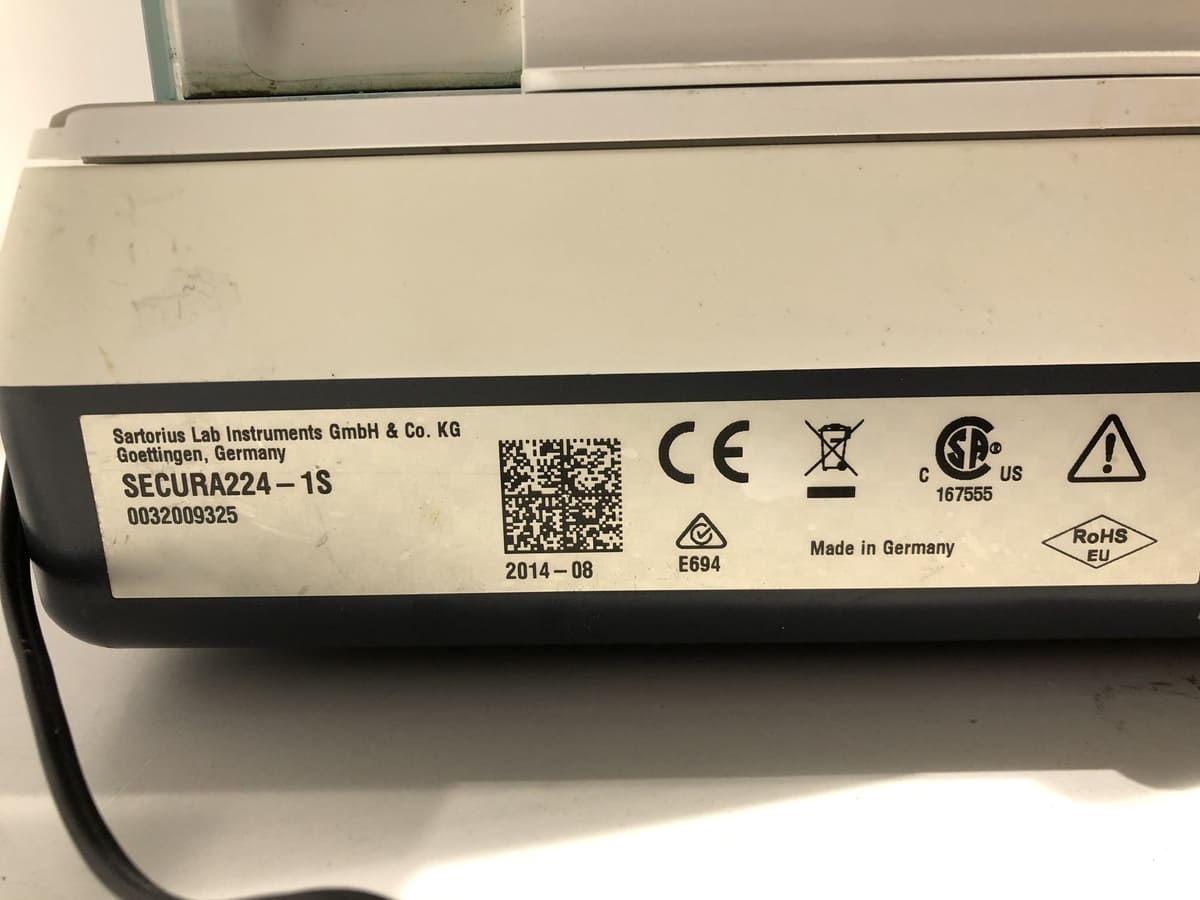 Sartorius Lab Instruments GmbH & Co. KG
Goettingen, Germany
SECURA224-1S
0032009325
2014-08
CE
E694
C SA® US
167555
Made in Germany
RoHS
EU